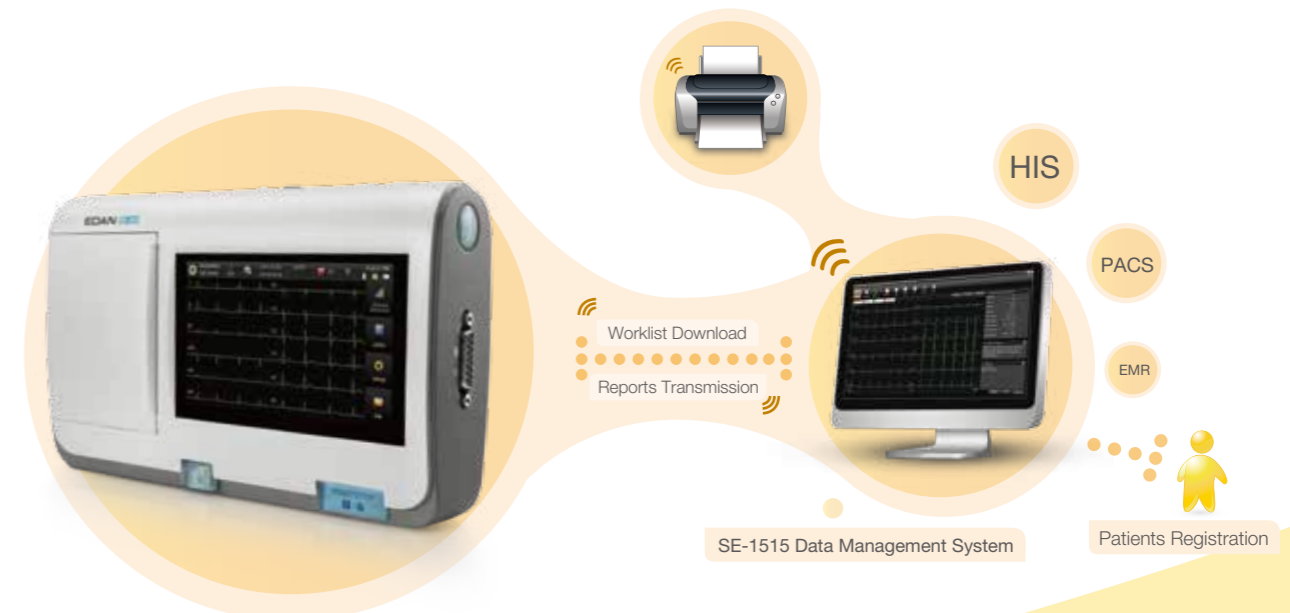 EDAN
HIS
PACS
Worklist Download
Reports Transmission
EMR
SE-1515 Data Management System
Patients Registration